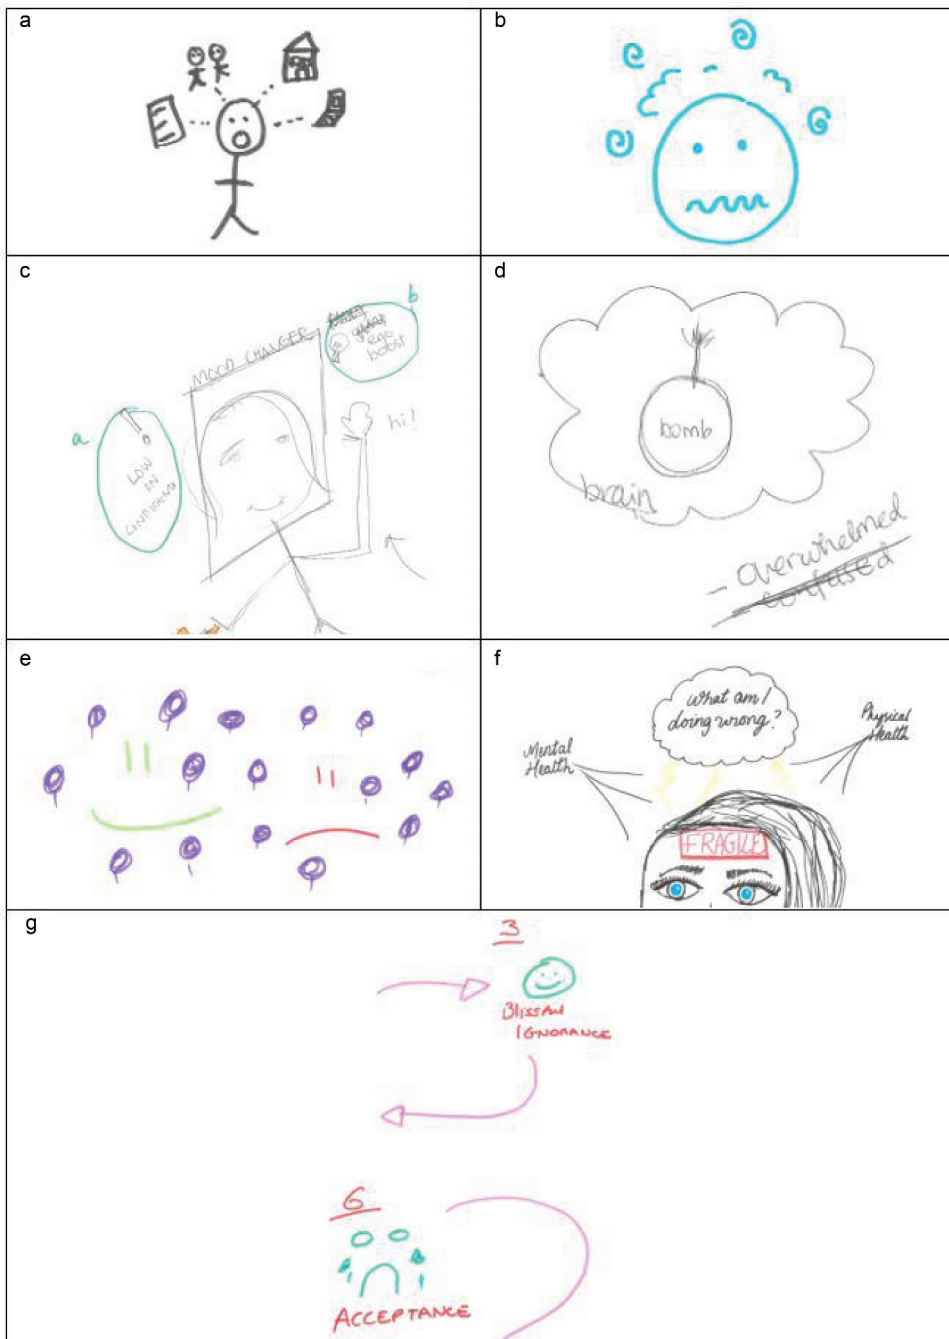 a
b
c
MOOD CHANGER
b
EGO
BOOST
hi!
a
LOW
IN
d
bomb
brain
- overwhelmed
confused
e
f
What am I
doing wrong?
Mental
Health
Physical
Health
FRAGILE
g
3
BLISSFUL
IGNORANCE
6
ACCEPTANCE